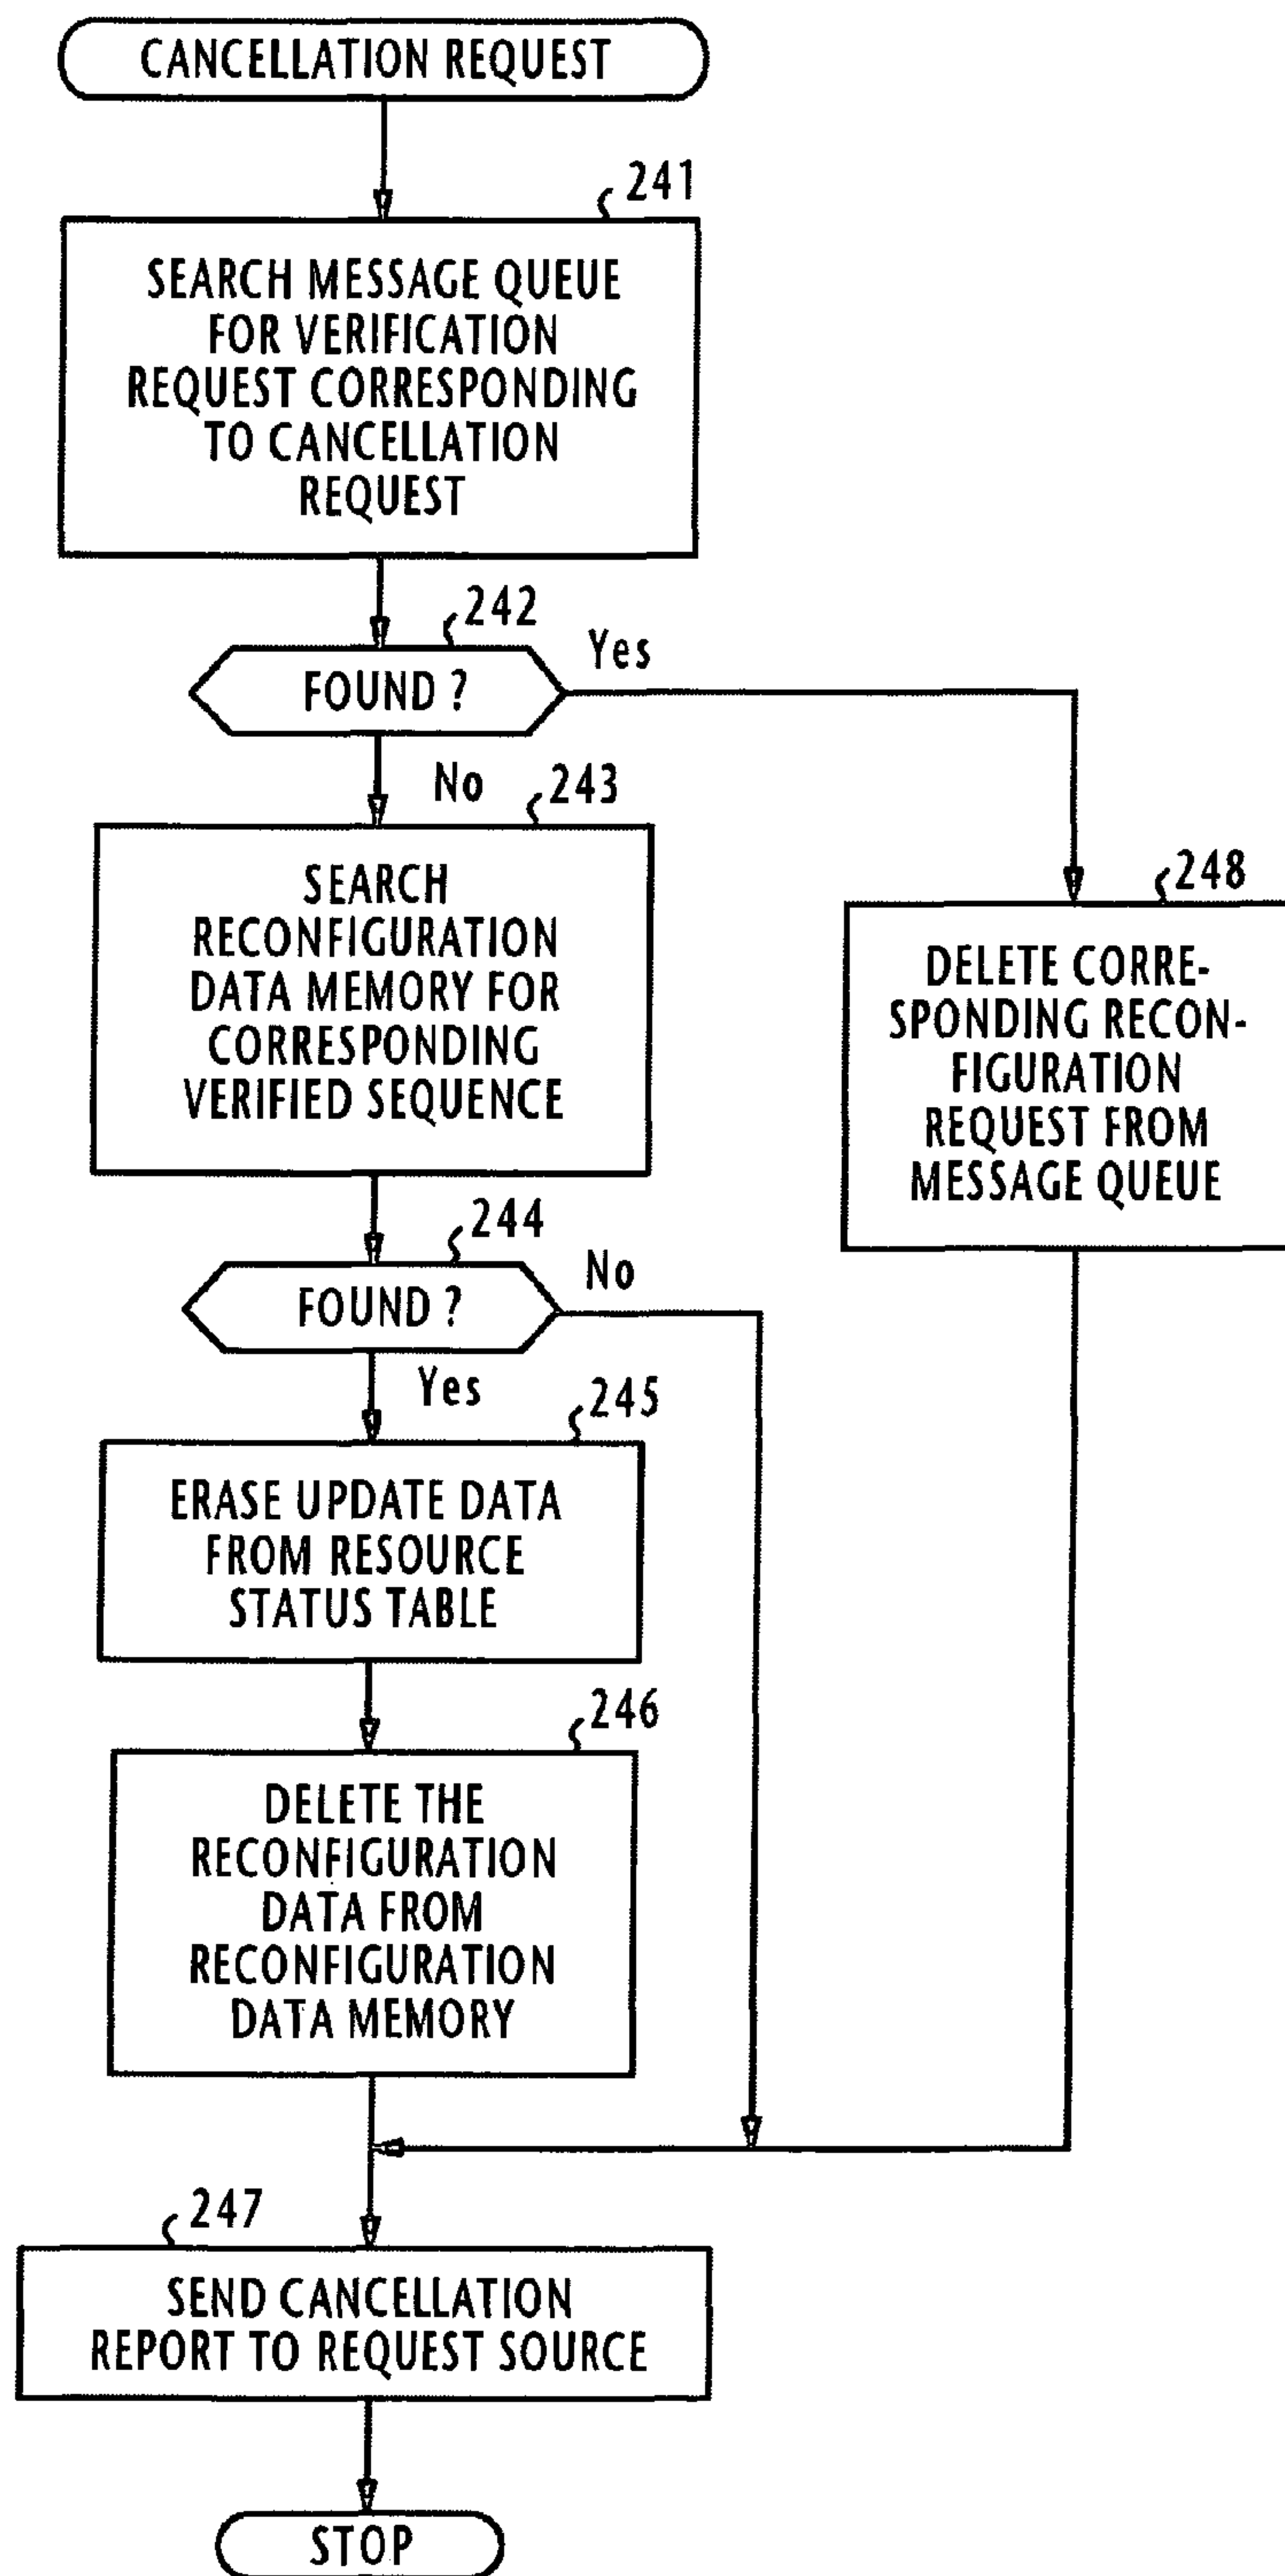 CANCELLATION REQUEST
241
SEARCH MESSAGE QUEUE
FOR VERIFICATION
REQUEST CORRESPONDING
TO CANCELLATION
REQUEST
242
FOUND ?
Yes
No
243
SEARCH
RECONFIGURATION
DATA MEMORY FOR
CORRESPONDING
VERIFIED SEQUENCE
248
DELETE CORRE-
SPONDING RECON-
FIGURATION
REQUEST FROM
MESSAGE QUEUE
244
FOUND ?
No
Yes
245
ERASE UPDATE DATA
FROM RESOURCE
STATUS TABLE
246
DELETE THE
RECONFIGURATION
DATA FROM
RECONFIGURATION
DATA MEMORY
247
SEND CANCELLATION
REPORT TO REQUEST SOURCE
STOP